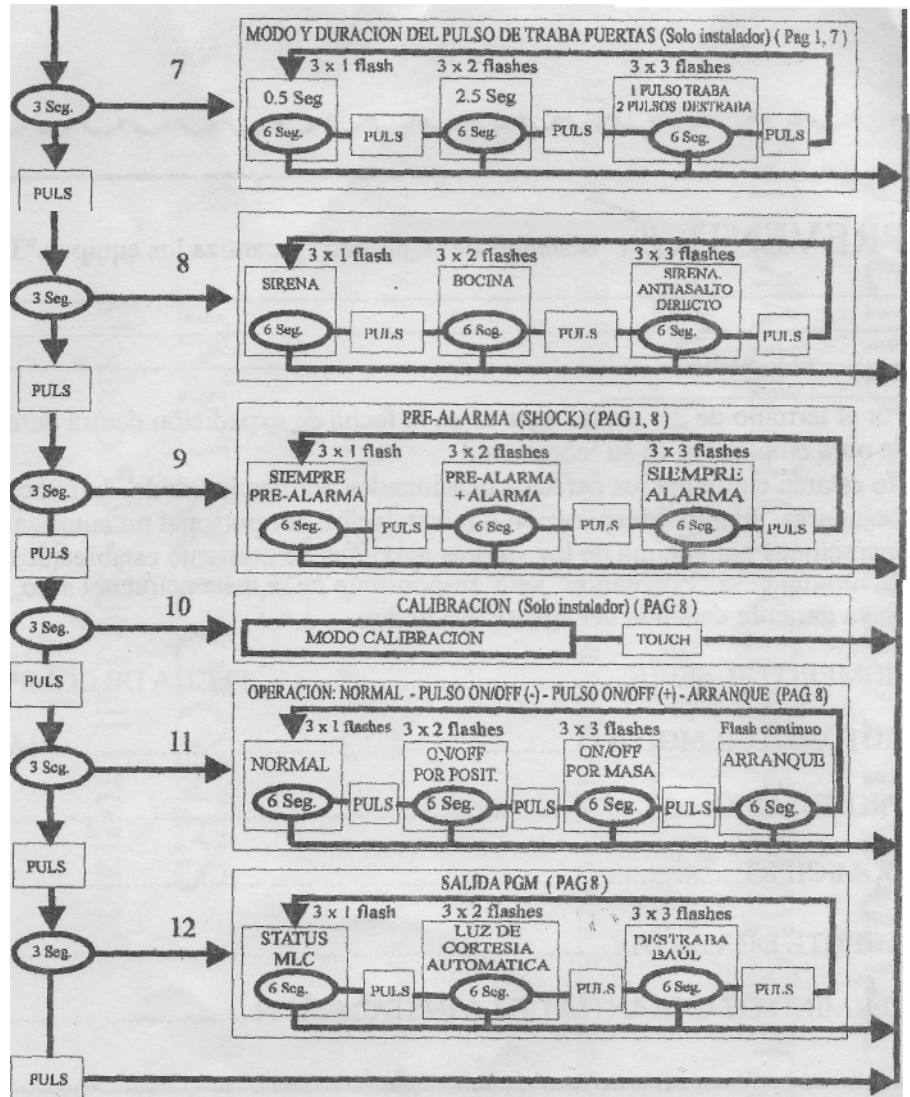 MODO Y DURACION DEL PULSO DE TRABA PUERTAS (Solo instalador) ( Pag 1, 7 )
7
3 x 1 flash
3 x 2 flashes
3 x 3 flashes
0.5 Seg
2.5 Seg
1 PULSO TRABA
2 PULSOS DESTRABA
3 Seg.
6 Seg.
PULS
6 Seg.
PULS
6 Seg.
PULS
PULS
8
3 x 1 flash
3 x 2 flashes
3 x 3 flashes
SIRENA
BOCINA
SIRENA
ANTIASALTO
DIRECTO
3 Seg.
6 Seg.
PULS
6 Seg.
PULS
6 Seg.
PULS
PULS
PRE-ALARMA (SHOCK) (PAG 1, 8 )
9
3 x 1 flash
3 x 2 flashes
3 x 3 flashes
SIEMPRE
PRE-ALARMA
PRE-ALARMA
+ ALARMA
SIEMPRE
ALARMA
3 Seg.
6 Seg.
PULS
6 Seg.
PULS
6 Seg.
PULS
PULS
10
CALIBRACION (Solo instalador) ( PAG 8 )
3 Seg.
MODO CALIBRACION
TOUCH
PULS
OPERACION: NORMAL - PULSO ON/OFF (-) - PULSO ON/OFF (+) - ARRANQUE (PAG 8)
11
3 x 1 flashes
3 x 2 flashes
3 x 3 flashes
Flash continuo
NORMAL
ON/OFF
POR POSIT.
ON/OFF
POR MASA
ARRANQUE
3 Seg.
6 Seg.
PULS
6 Seg.
PULS
6 Seg.
PULS
6 Seg.
PULS
SALIDA PGM ( PAG 8 )
12
3 x 1 flash
3 x 2 flashes
3 x 3 flashes
STATUS
MLC
LUZ DE
CORTESIA
AUTOMATICA
DESTRABA
BAÚL
3 Seg.
6 Seg.
PULS
6 Seg.
PULS
6 Seg.
PULS
PULS